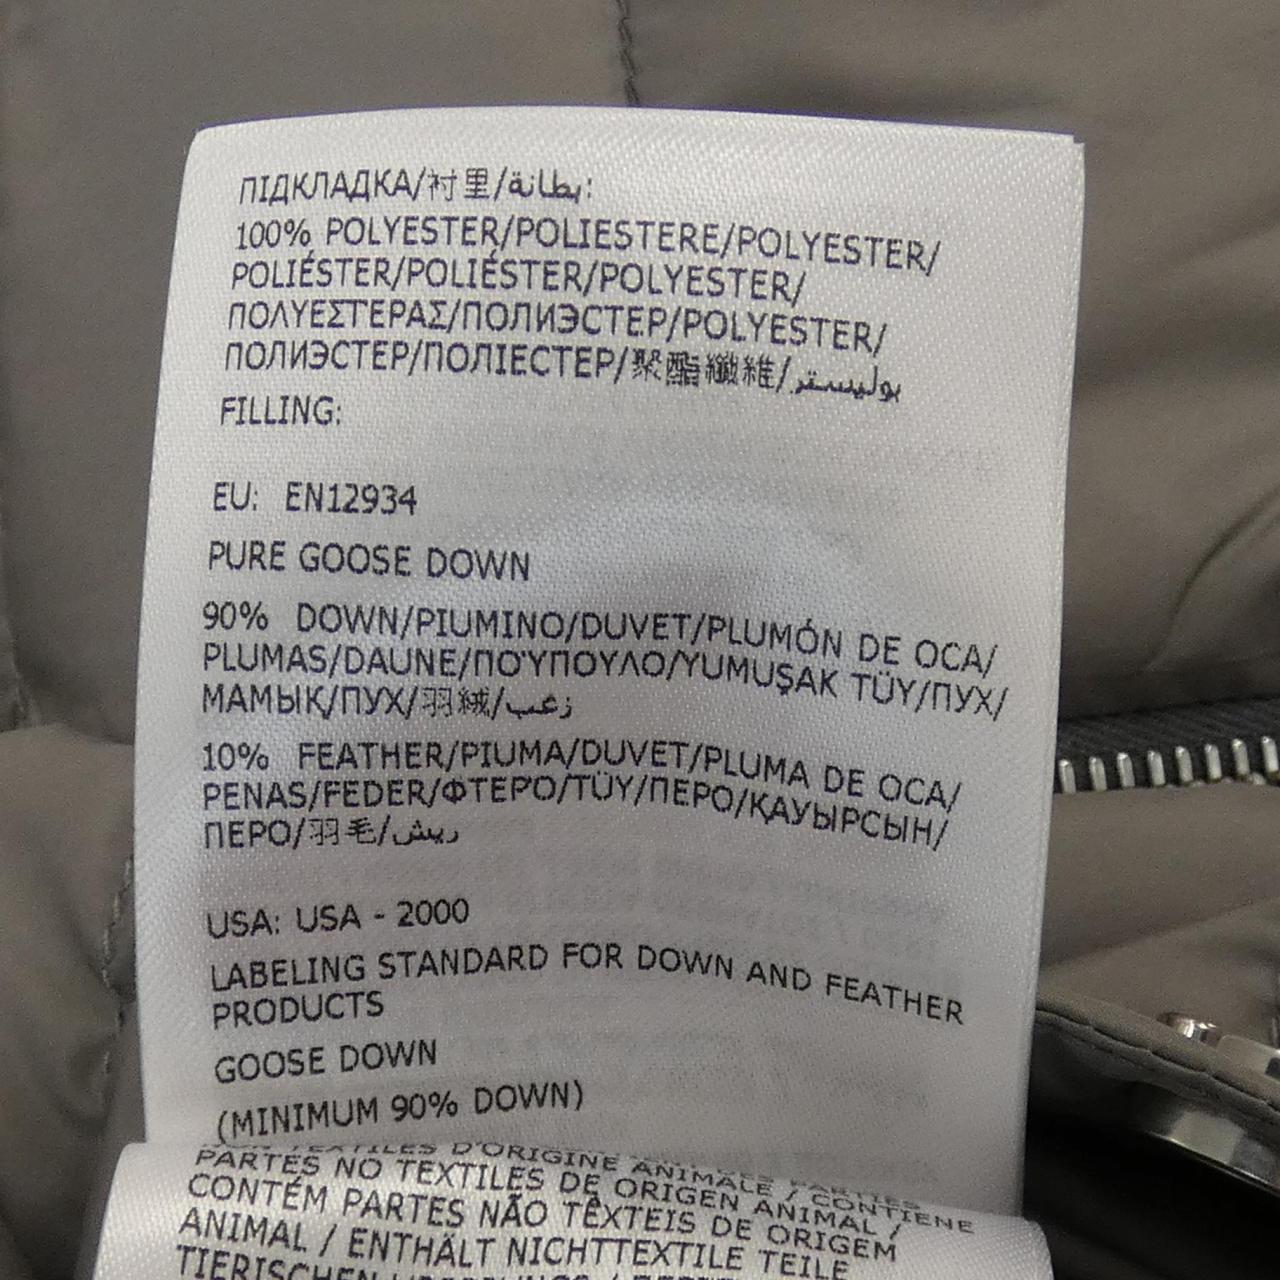 ПІДКЛАДКА/衬里/بطانة:
100% POLYESTER/POLIESTERE/POLYESTER/
POLIÉSTER/POLIÉSTER/POLYESTER/
ΠΟΛΥΕΣΤΕΡΑΣ/ПОЛИЭСТЕР/POLYESTER/
ПОЛИЭСТЕР/ПОЛІЕСТЕР/聚酯纖維/بوليستر
FILLING:
EU: EN12934
PURE GOOSE DOWN
90% DOWN/PIUMINO/DUVET/PLUMÓN DE OCA/
PLUMAS/DAUNE/ΠΟΎΠΟΥΛΟ/YUMUŞAK TÜY/ПУХ/
МАМЫҚ/ПУХ/羽絨/زغب
10% FEATHER/PIUMA/DUVET/PLUMA DE OCA/
PENAS/FEDER/ΦΤΕΡΌ/TÜY/ПЕРО/ҚАУЫРСЫН/
ПЕРО/羽毛/ريش
USA: USA - 2000
LABELING STANDARD FOR DOWN AND FEATHER
PRODUCTS
GOOSE DOWN
(MINIMUM 90% DOWN)
TEXTILES D'ORIGINE ANIMALE / CONTIENE
PARTES NO TEXTILES DE ORIGEN ANIMAL /
CONTÉM PARTES NÃO TÊXTEIS DE ORIGEM
ANIMAL / ENTHÄLT NICHTTEXTILE TEILE